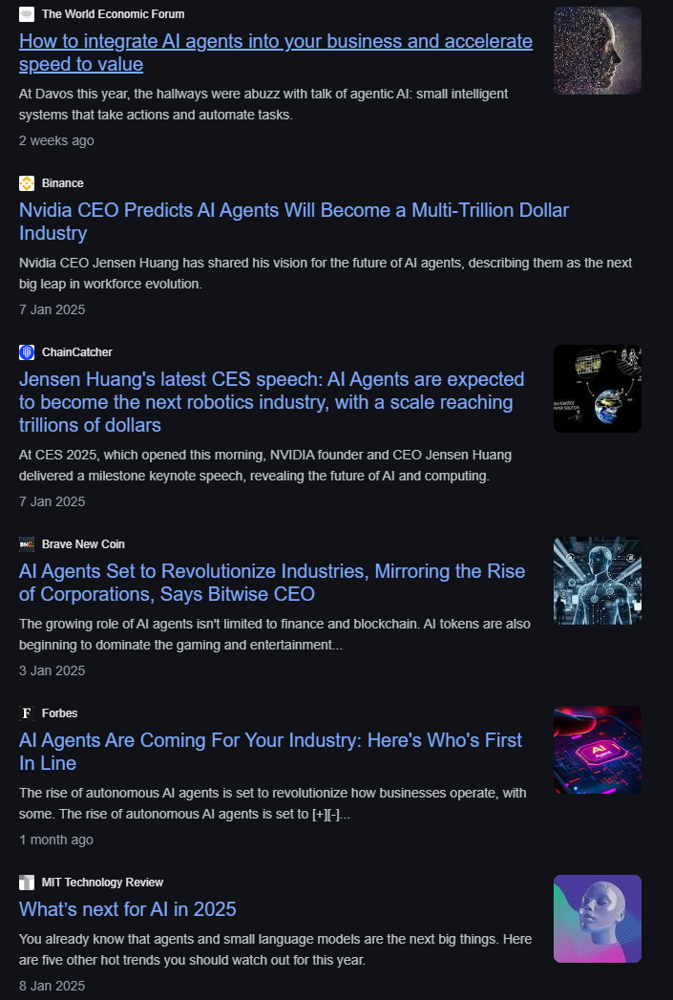 The World Economic Forum
How to integrate AI agents into your business and accelerate
speed to value
At Davos this year, the hallways were abuzz with talk of agentic AI: small intelligent
systems that take actions and automate tasks.
2 weeks ago
Binance
Nvidia CEO Predicts AI Agents Will Become a Multi-Trillion Dollar
Industry
Nvidia CEO Jensen Huang has shared his vision for the future of AI agents, describing them as the next
big leap in workforce evolution.
7 Jan 2025
ChainCatcher
Jensen Huang's latest CES speech: AI Agents are expected
to become the next robotics industry, with a scale reaching
trillions of dollars
At CES 2025, which opened this morning, NVIDIA founder and CEO Jensen Huang
delivered a milestone keynote speech, revealing the future of AI and computing.
7 Jan 2025
BNC
Brave New Coin
AI Agents Set to Revolutionize Industries, Mirroring the Rise
of Corporations, Says Bitwise CEO
The growing role of AI agents isn't limited to finance and blockchain. AI tokens are also
beginning to dominate the gaming and entertainment...
3 Jan 2025
F Forbes
AI Agents Are Coming For Your Industry: Here's Who's First
In Line
The rise of autonomous AI agents is set to revolutionize how businesses operate, with
some. The rise of autonomous AI agents is set to [+][-]...
1 month ago
AI
Agent
MIT Technology Review
What’s next for AI in 2025
You already know that agents and small language models are the next big things. Here
are five other hot trends you should watch out for this year.
8 Jan 2025